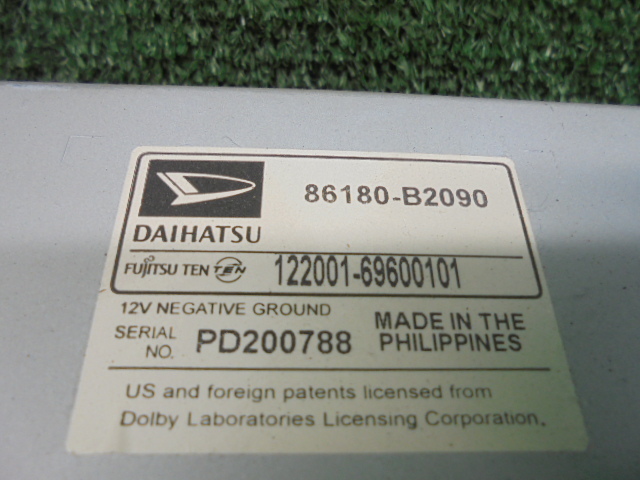 86180-B2090
DAIHATSU
FUJITSU TEN TEN 122001-69600101
12V NEGATIVE GROUND
SERIAL NO. PD200788
MADE IN THE PHILIPPINES
US and foreign patents licensed from
Dolby Laboratories Licensing Corporation.